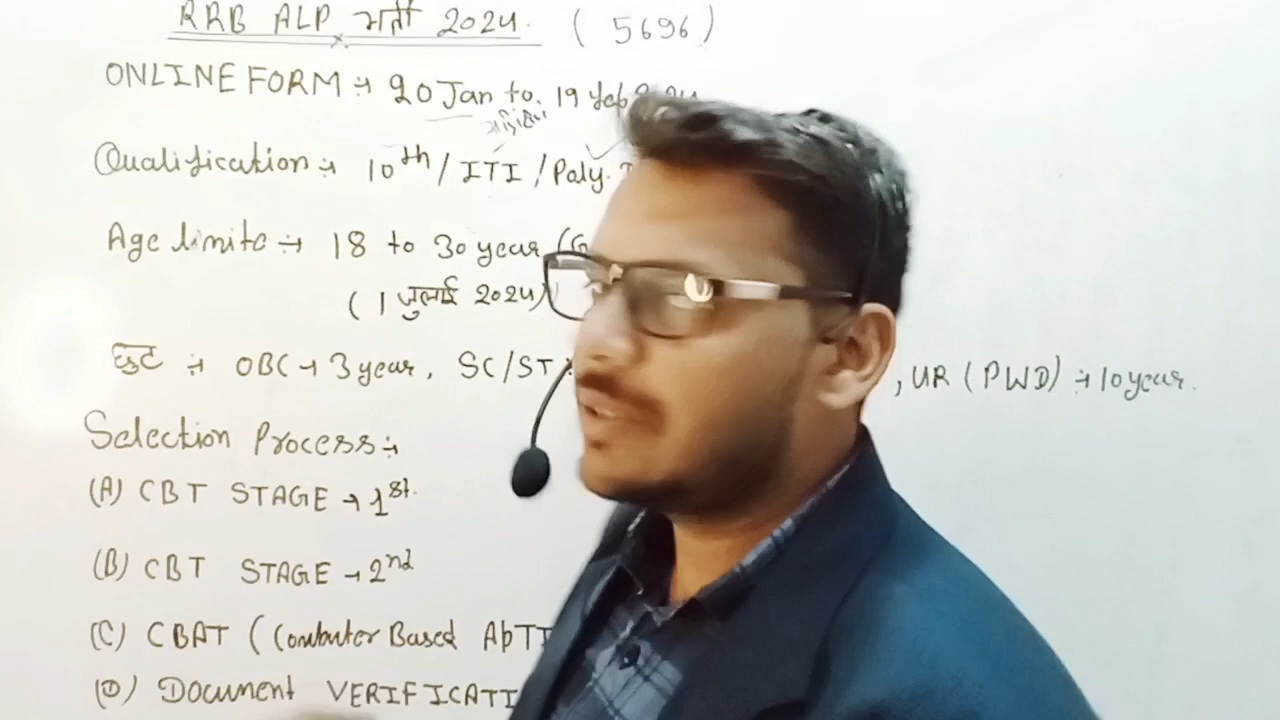 RRB ALP भर्ती 2024. (5696)
ONLINE FORM :→ 20 Jan to. 19 Feb
Qualification :→ 10th / ITI / Poly.
Age limite :→ 18 to 30 year (G
( 1 जुलाई 2024)
छुट :→ OBC → 3 year, SC/ST , UR (PWD) :→ 10 year.
Selection Process :→
(A) CBT STAGE → 1st.
(B) CBT STAGE → 2nd
(C) CBAT (Computer Based ApTI
(D) Document VERIFICATI